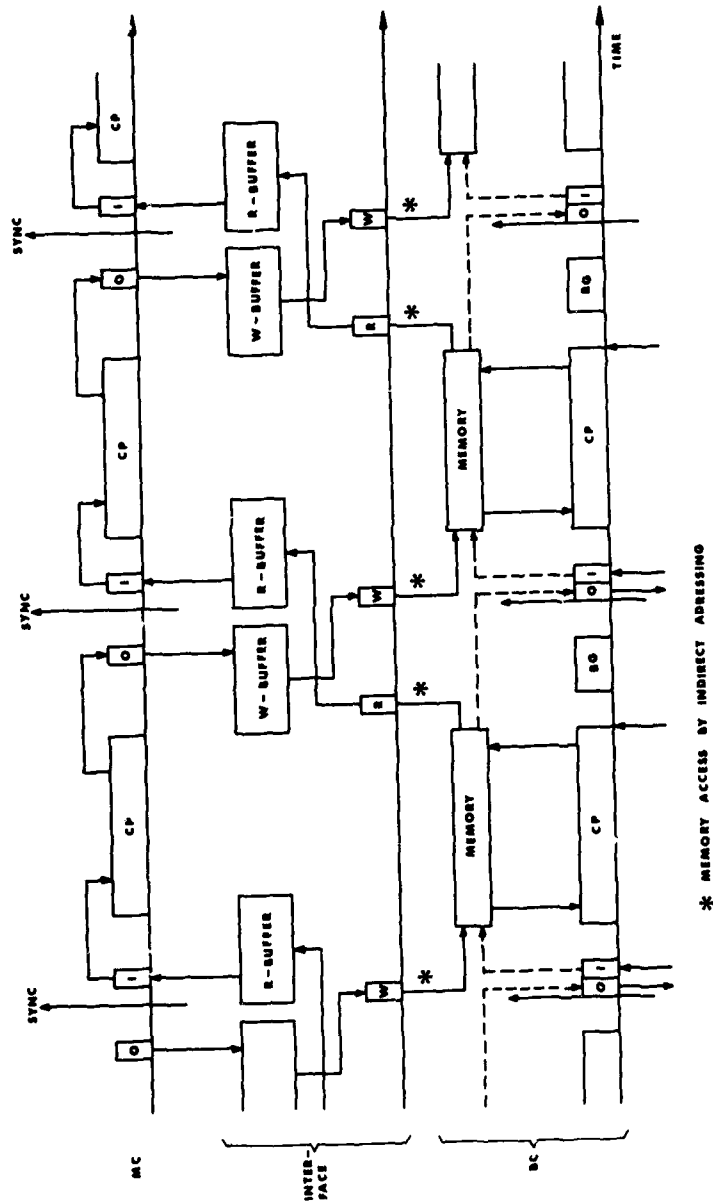 SYNC
SYNC
SYNC
MC
O
I
CP
O
I
CP
O
I
CP
INTER-
FACE
R-BUFFER
W-BUFFER
R-BUFFER
W-BUFFER
R-BUFFER
W
R
W
R
W
*
*
*
*
*
BC
MEMORY
MEMORY
O
I
CP
BG
O
I
CP
BG
O
I
TIME
* MEMORY ACCESS BY INDIRECT ADRESSING